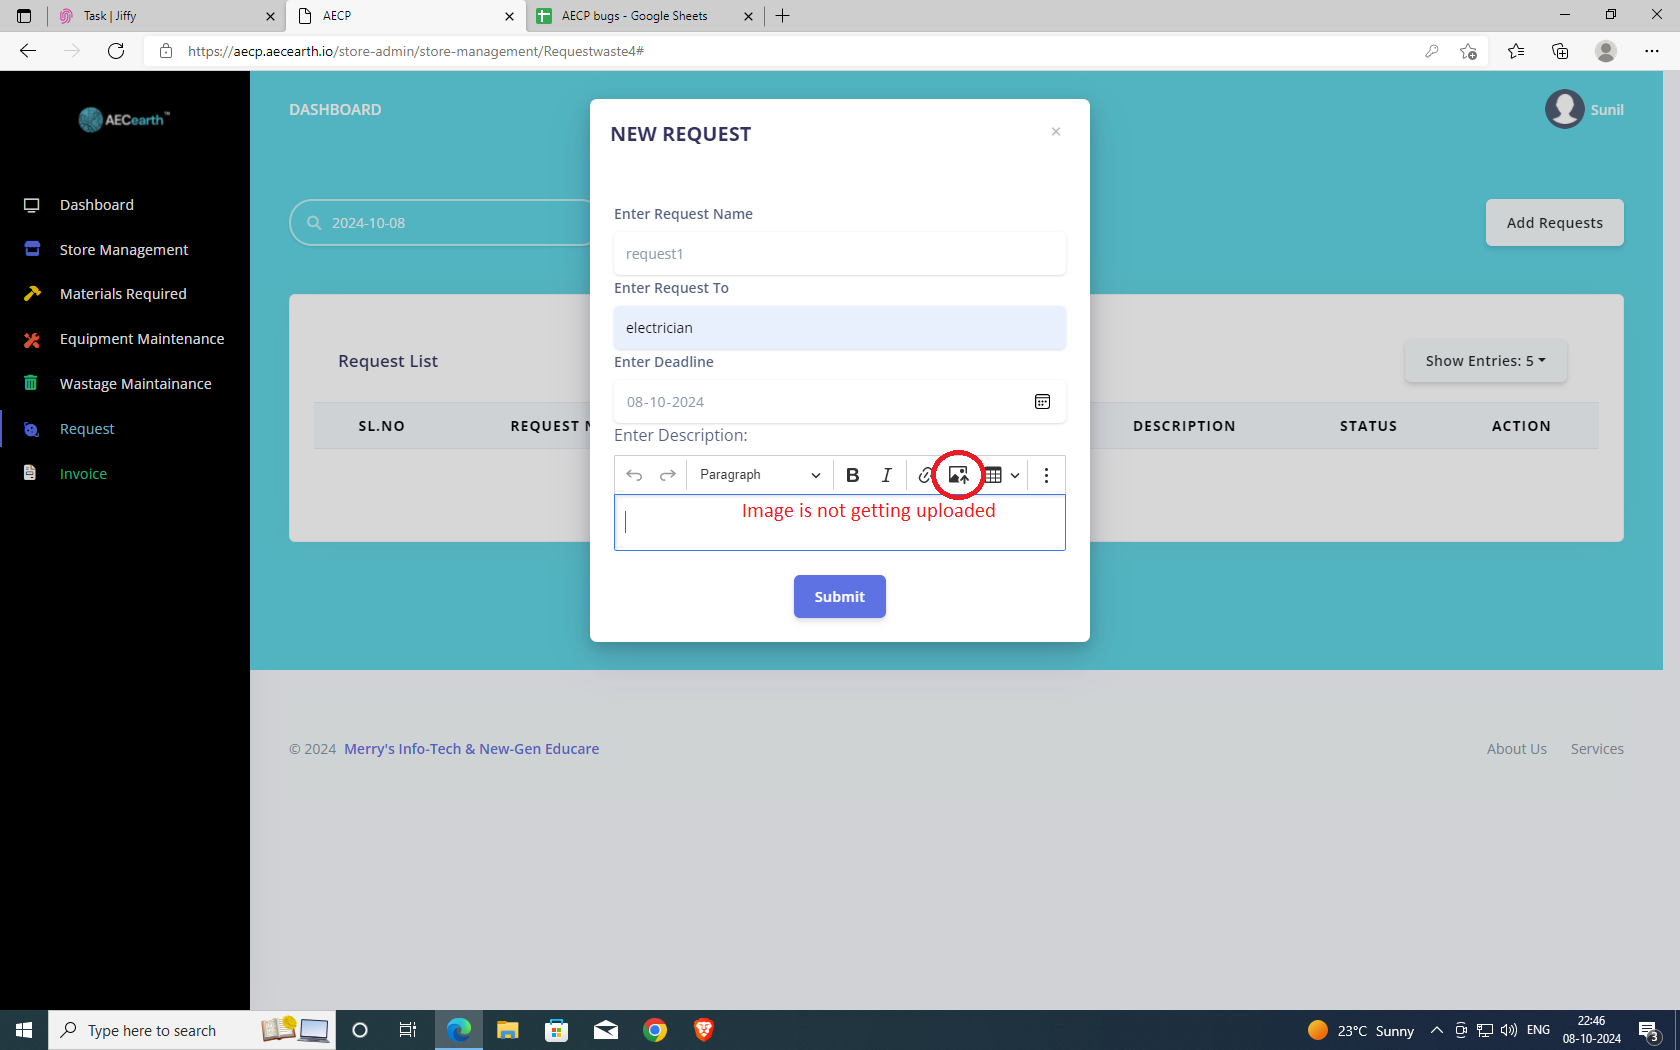 Task | Jiffy
AECP
AECP bugs - Google Sheets
https://aecp.aecearth.io/store-admin/store-management/Requestwaste4#
AECearth™
DASHBOARD
Sunil
Dashboard
Store Management
Materials Required
Equipment Maintenance
Wastage Maintainance
Request
Invoice
2024-10-08
Add Requests
Request List
Show Entries: 5
SL.NO
REQUEST N
DESCRIPTION
STATUS
ACTION
NEW REQUEST
×
Enter Request Name
request1
Enter Request To
electrician
Enter Deadline
08-10-2024
Enter Description:
Paragraph
B I
Image is not getting uploaded
Submit
© 2024 Merry's Info-Tech & New-Gen Educare
About Us
Services
Type here to search
23°C Sunny
ENG
22:46
08-10-2024
3